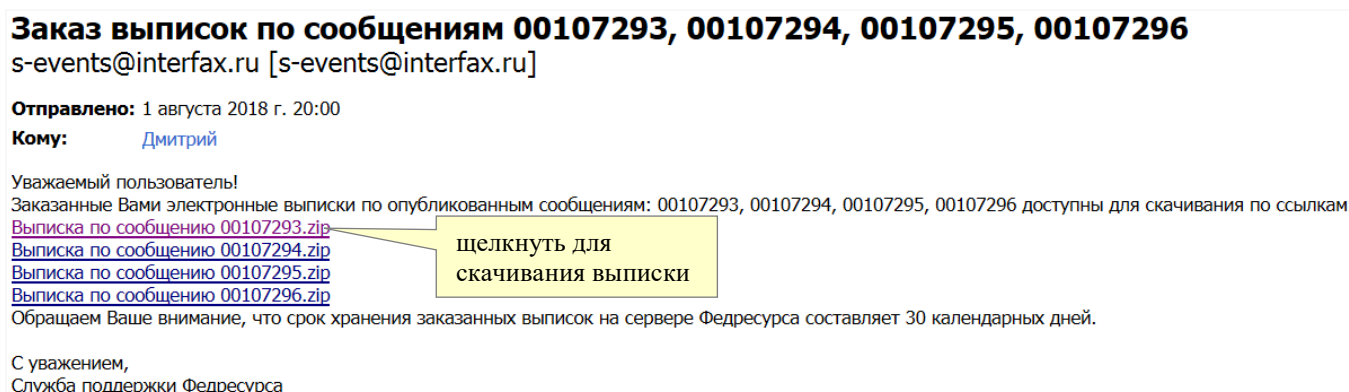 Заказ выписок по сообщениям 00107293, 00107294, 00107295, 00107296
s-events@interfax.ru [s-events@interfax.ru]
Отправлено: 1 августа 2018 г. 20:00
Кому: Дмитрий
Уважаемый пользователь!
Заказанные Вами электронные выписки по опубликованным сообщениям: 00107293, 00107294, 00107295, 00107296 доступны для скачивания по ссылкам
Выписка по сообщению 00107293.zip
щелкнуть для
скачивания выписки
Выписка по сообщению 00107294.zip
Выписка по сообщению 00107295.zip
Выписка по сообщению 00107296.zip
Обращаем Ваше внимание, что срок хранения заказанных выписок на сервере Федресурса составляет 30 календарных дней.
С уважением,
Служба поддержки Федресурса